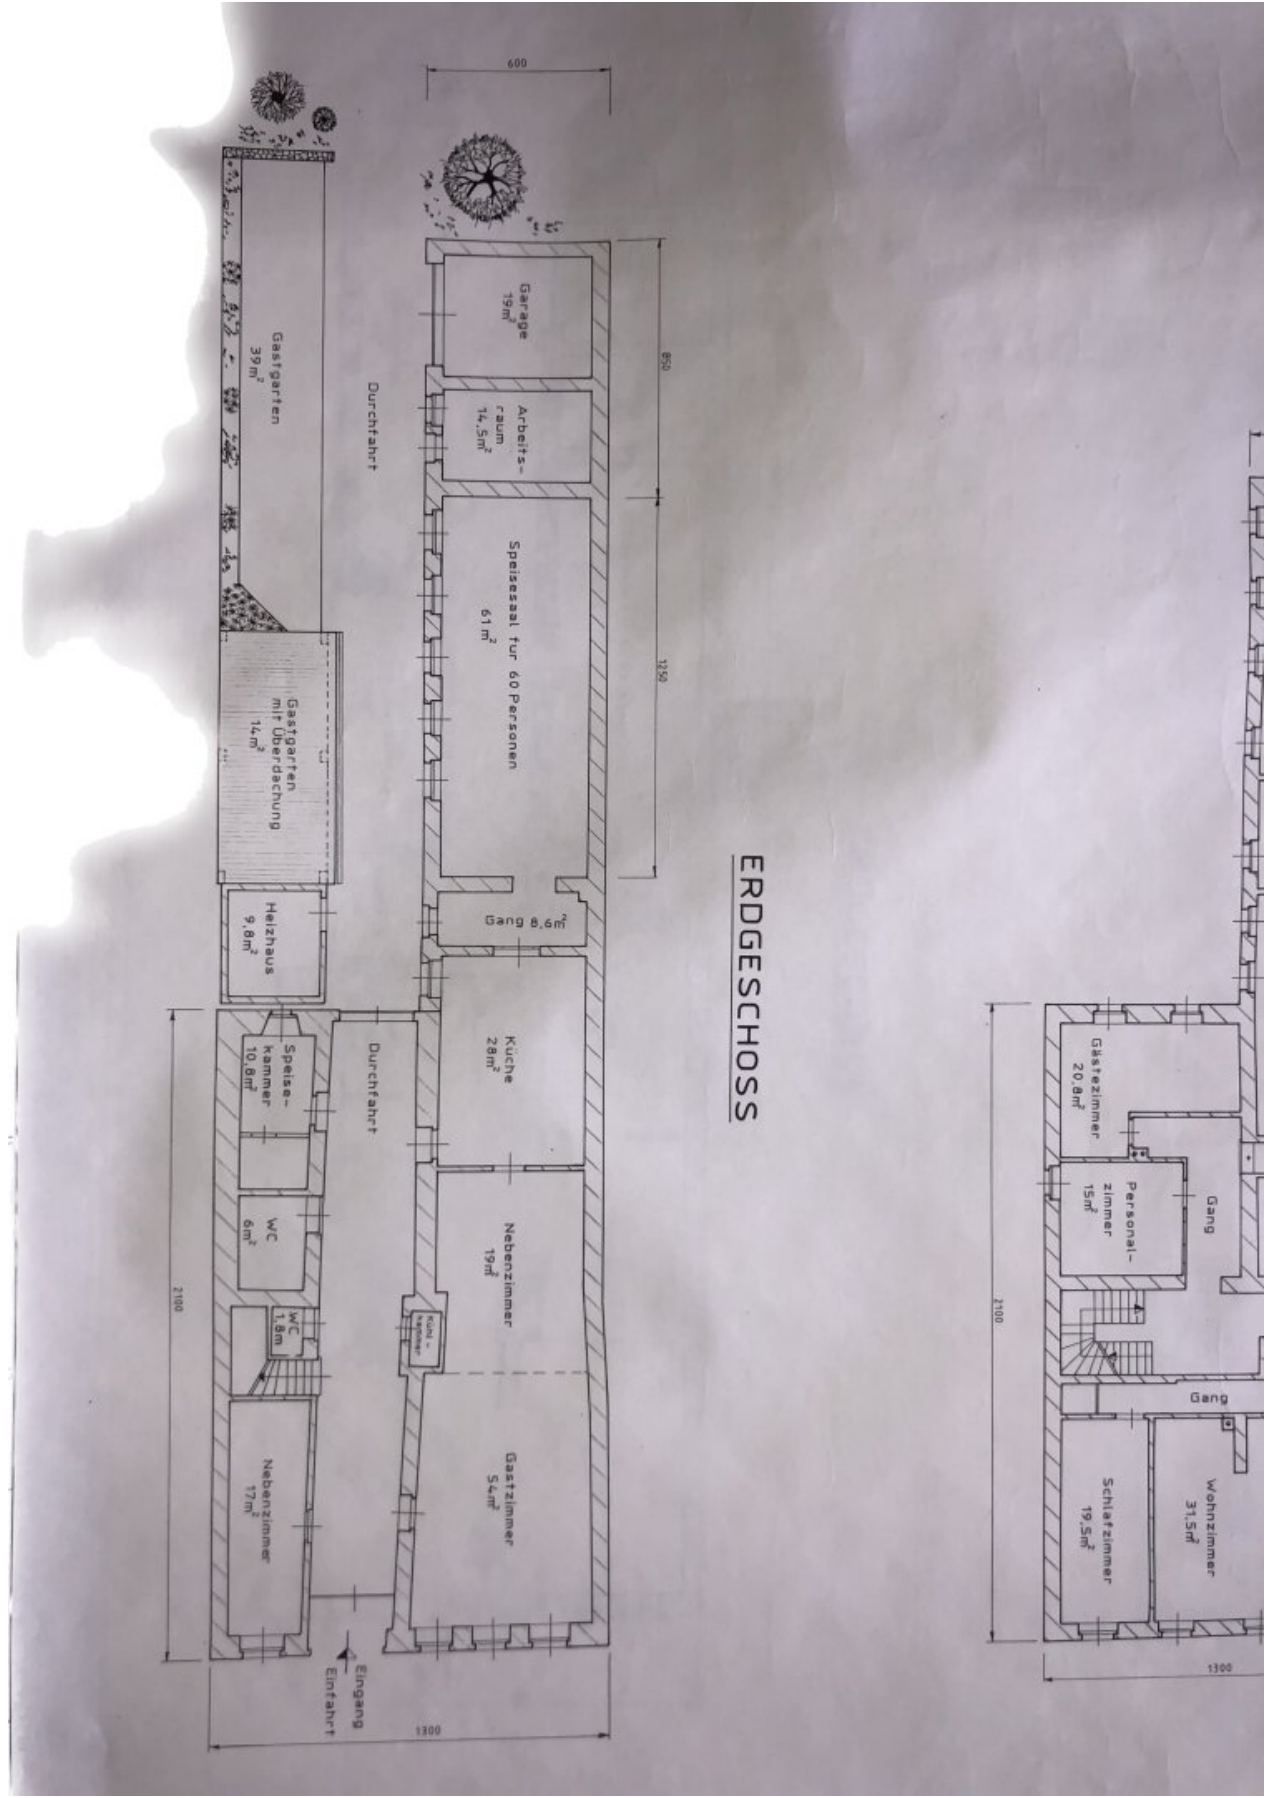 600
Garage
19m²
850
Arbeits-
raum
14,5m²
Gastgarten
39m²
Durchfahrt
Speisesaal für 60 Personen
61m²
1250
Gastgarten
mit Überdachung
14m²
Gang 8,6m²
Heizhaus
9,8m²
ERDGESCHOSS
Küche
28m²
Speise-
kammer
10,8m²
Durchfahrt
WC
6m²
Nebenzimmer
19m²
WC
1,8m
Kühl-
kammer
2100
Gastzimmer
54m²
Nebenzimmer
17m²
Eingang
Einfahrt
1300
Gästezimmer
20,8m²
Personal-
zimmer
15m²
Gang
2100
Gang
Schlafzimmer
19,5m²
Wohnzimmer
31,5m²
1300